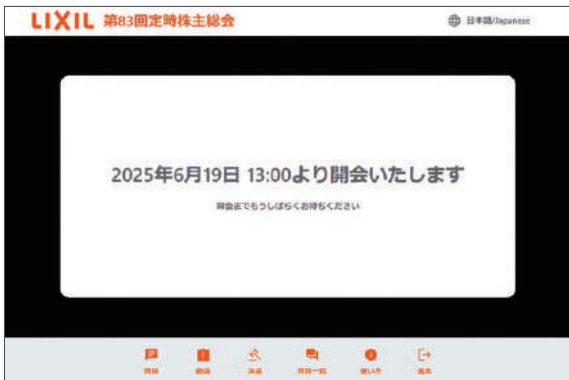 LIXIL 第83回定時株主総会
日本語/Japanese
2025年6月19日 13:00より開会いたします
開会までもうしばらくお待ちください
質問
動議
決議
質問一覧
使い方
退出